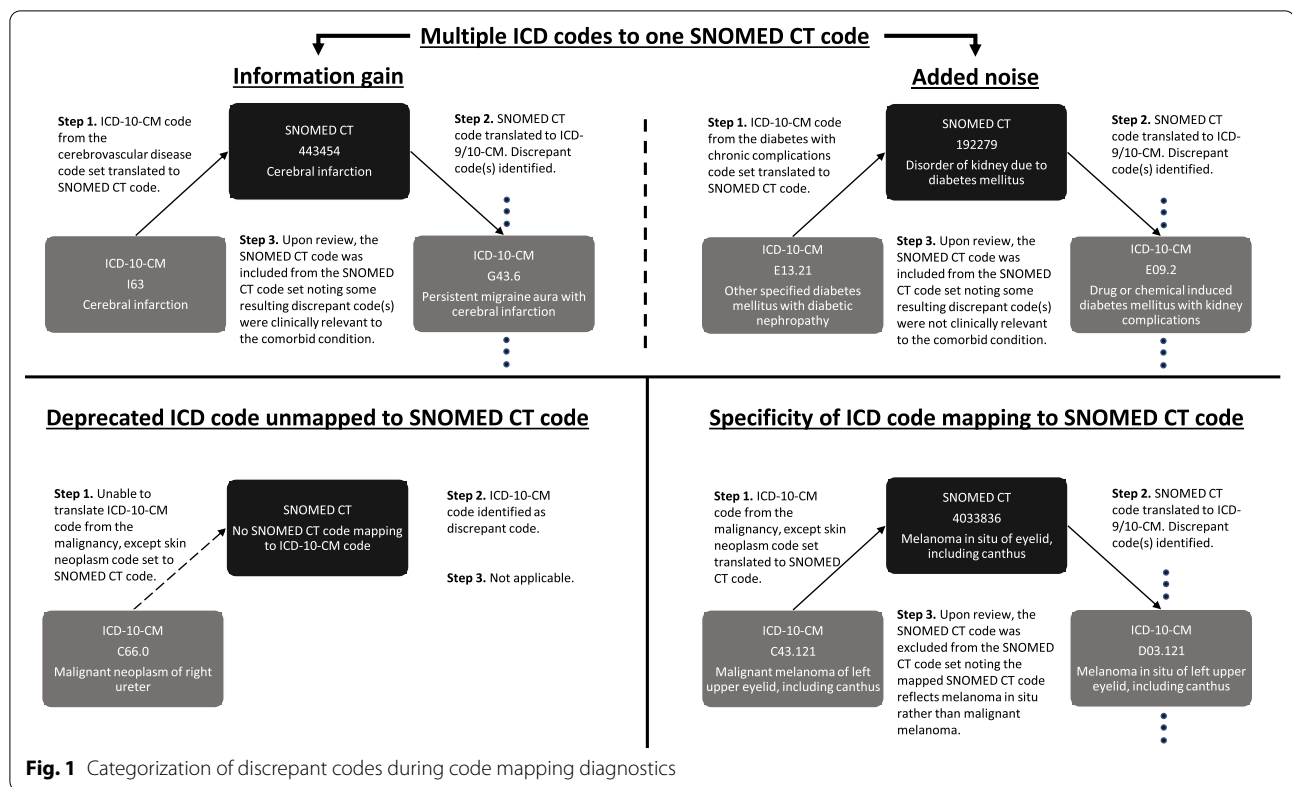 Multiple ICD codes to one SNOMED CT code
Information gain
Step 1. ICD-10-CM code
from the
cerebrovascular disease
code set translated to
SNOMED CT code.
SNOMED CT
443454
Cerebral infarction
Step 2. SNOMED CT
code translated to ICD-
9/10-CM. Discrepant
code(s) identified.
ICD-10-CM
I63
Cerebral infarction
Step 3. Upon review, the
SNOMED CT code was
included from the SNOMED
CT code set noting some
resulting discrepant code(s)
were clinically relevant to
the comorbid condition.
ICD-10-CM
G43.6
Persistent migraine aura with
cerebral infarction
Added noise
Step 1. ICD-10-CM code
from the diabetes with
chronic complications
code set translated to
SNOMED CT code.
SNOMED CT
192279
Disorder of kidney due to
diabetes mellitus
Step 2. SNOMED CT
code translated to ICD-
9/10-CM. Discrepant
code(s) identified.
ICD-10-CM
E13.21
Other specified diabetes
mellitus with diabetic
nephropathy
Step 3. Upon review, the
SNOMED CT code was
included from the SNOMED
CT code set noting some
resulting discrepant code(s)
were not clinically relevant
to the comorbid condition.
ICD-10-CM
E09.2
Drug or chemical induced
diabetes mellitus with kidney
complications
Deprecated ICD code unmapped to SNOMED CT code
Step 1. Unable to
translate ICD-10-CM
code from the
malignancy, except skin
neoplasm code set to
SNOMED CT code.
SNOMED CT
No SNOMED CT code mapping
to ICD-10-CM code
Step 2. ICD-10-CM
code identified as
discrepant code.
Step 3. Not applicable.
ICD-10-CM
C66.0
Malignant neoplasm of right
ureter
Specificity of ICD code mapping to SNOMED CT code
Step 1. ICD-10-CM
code from the
malignancy, except skin
neoplasm code set
translated to SNOMED
CT code.
SNOMED CT
4033836
Melanoma in situ of eyelid,
including canthus
Step 2. SNOMED CT
code translated to ICD-
9/10-CM. Discrepant
code(s) identified.
ICD-10-CM
C43.121
Malignant melanoma of left
upper eyelid, including canthus
Step 3. Upon review, the
SNOMED CT code was
excluded from the SNOMED
CT code set noting the
mapped SNOMED CT code
reflects melanoma in situ
rather than malignant
melanoma.
ICD-10-CM
D03.121
Melanoma in situ of left upper
eyelid, including canthus
Fig. 1 Categorization of discrepant codes during code mapping diagnostics